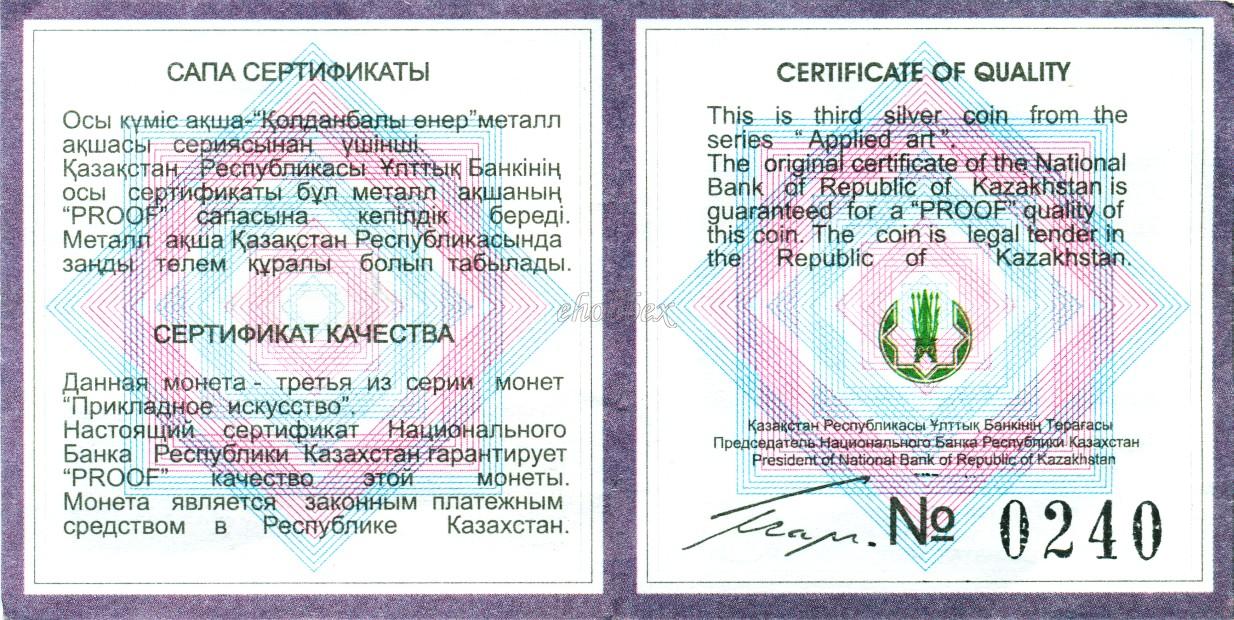 САПА СЕРТИФИКАТЫ
Осы күміс ақша-“Қолданбалы өнер”металл
ақшасы сериясынан үшінші.
Қазақстан Республикасы Ұлттық Банкінің
осы сертификаты бұл металл ақшаның
“PROOF” сапасына кепілдік береді.
Металл ақша Қазақстан Республикасында
заңды төлем құралы болып табылады.
СЕРТИФИКАТ КАЧЕСТВА
Данная монета - третья из серии монет
“Прикладное искусство”.
Настоящий сертификат Национального
Банка Республики Казахстан гарантирует
“PROOF” качество этой монеты.
Монета является законным платежным
средством в Республике Казахстан.
CERTIFICATE OF QUALITY
This is third silver coin from the
series “ Applied art ”.
The original certificate of the National
Bank of Republic of Kazakhstan is
guaranteed for a “PROOF” quality of
this coin. The coin is legal tender in
the Republic of Kazakhstan.
Қазақстан Республикасы Ұлттық Банкінің Төрағасы
Председатель Национального Банка Республики Казахстан
President of National Bank of Republic of Kazakhstan
№ 0240